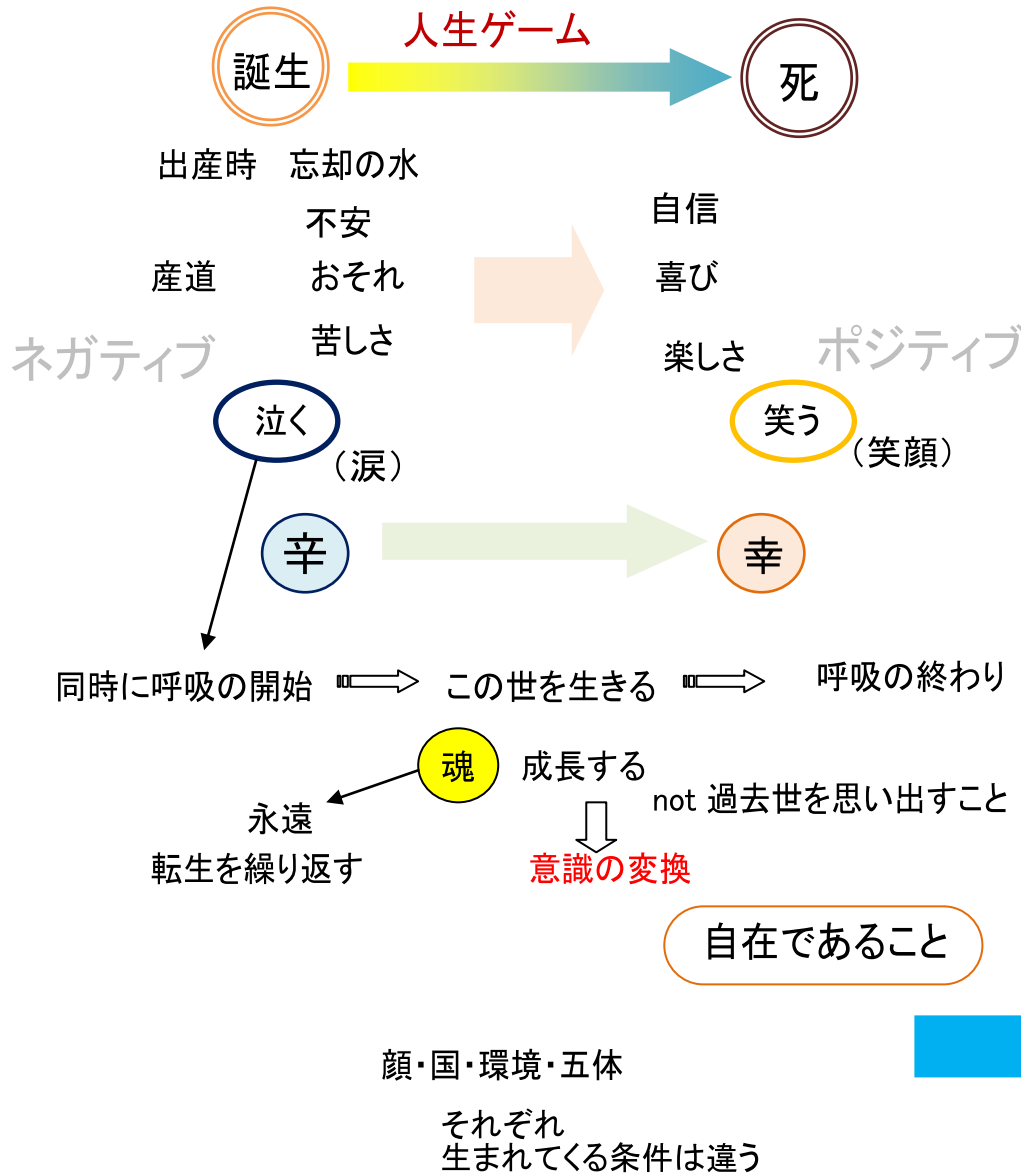 人生ゲーム
誕生
死
出産時 忘却の水
不安
自信
産道
おそれ
喜び
苦しさ
楽しさ
ネガティブ
ポジティブ
泣く
(涙)
笑う
(笑顔)
辛
幸
同時に呼吸の開始
この世を生きる
呼吸の終わり
魂
成長する
not 過去世を思い出すこと
永遠
転生を繰り返す
意識の変換
自在であること
顔・国・環境・五体
それぞれ
生まれてくる条件は違う